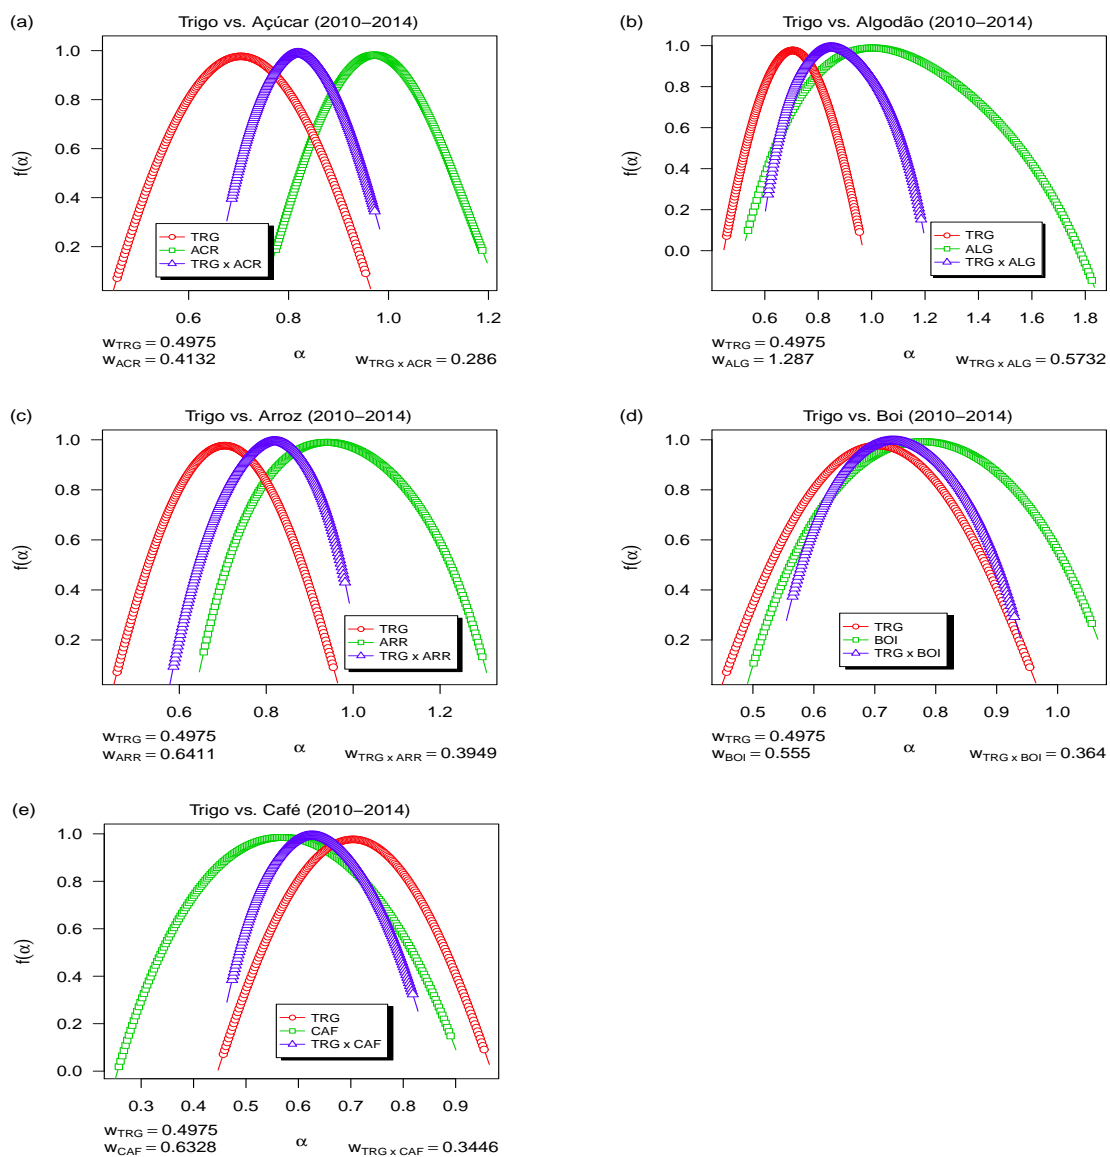 (a)
Trigo vs. Açúcar (2010−2014)
f(α)
1.0
0.8
0.6
0.4
0.2
TRG
ACR
TRG x ACR
0.6 0.8 1.0 1.2
α
wTRG = 0.4975
wACR = 0.4132
wTRG x ACR = 0.286
(b)
Trigo vs. Algodão (2010−2014)
f(α)
1.0
0.8
0.6
0.4
0.2
0.0
TRG
ALG
TRG x ALG
0.6 0.8 1.0 1.2 1.4 1.6 1.8
α
wTRG = 0.4975
wALG = 1.287
wTRG x ALG = 0.5732
(c)
Trigo vs. Arroz (2010−2014)
f(α)
1.0
0.8
0.6
0.4
0.2
TRG
ARR
TRG x ARR
0.6 0.8 1.0 1.2
α
wTRG = 0.4975
wARR = 0.6411
wTRG x ARR = 0.3949
(d)
Trigo vs. Boi (2010−2014)
f(α)
1.0
0.8
0.6
0.4
0.2
TRG
BOI
TRG x BOI
0.5 0.6 0.7 0.8 0.9 1.0
α
wTRG = 0.4975
wBOI = 0.555
wTRG x BOI = 0.364
(e)
Trigo vs. Café (2010−2014)
f(α)
1.0
0.8
0.6
0.4
0.2
0.0
TRG
CAF
TRG x CAF
0.3 0.4 0.5 0.6 0.7 0.8 0.9
α
wTRG = 0.4975
wCAF = 0.6328
wTRG x CAF = 0.3446